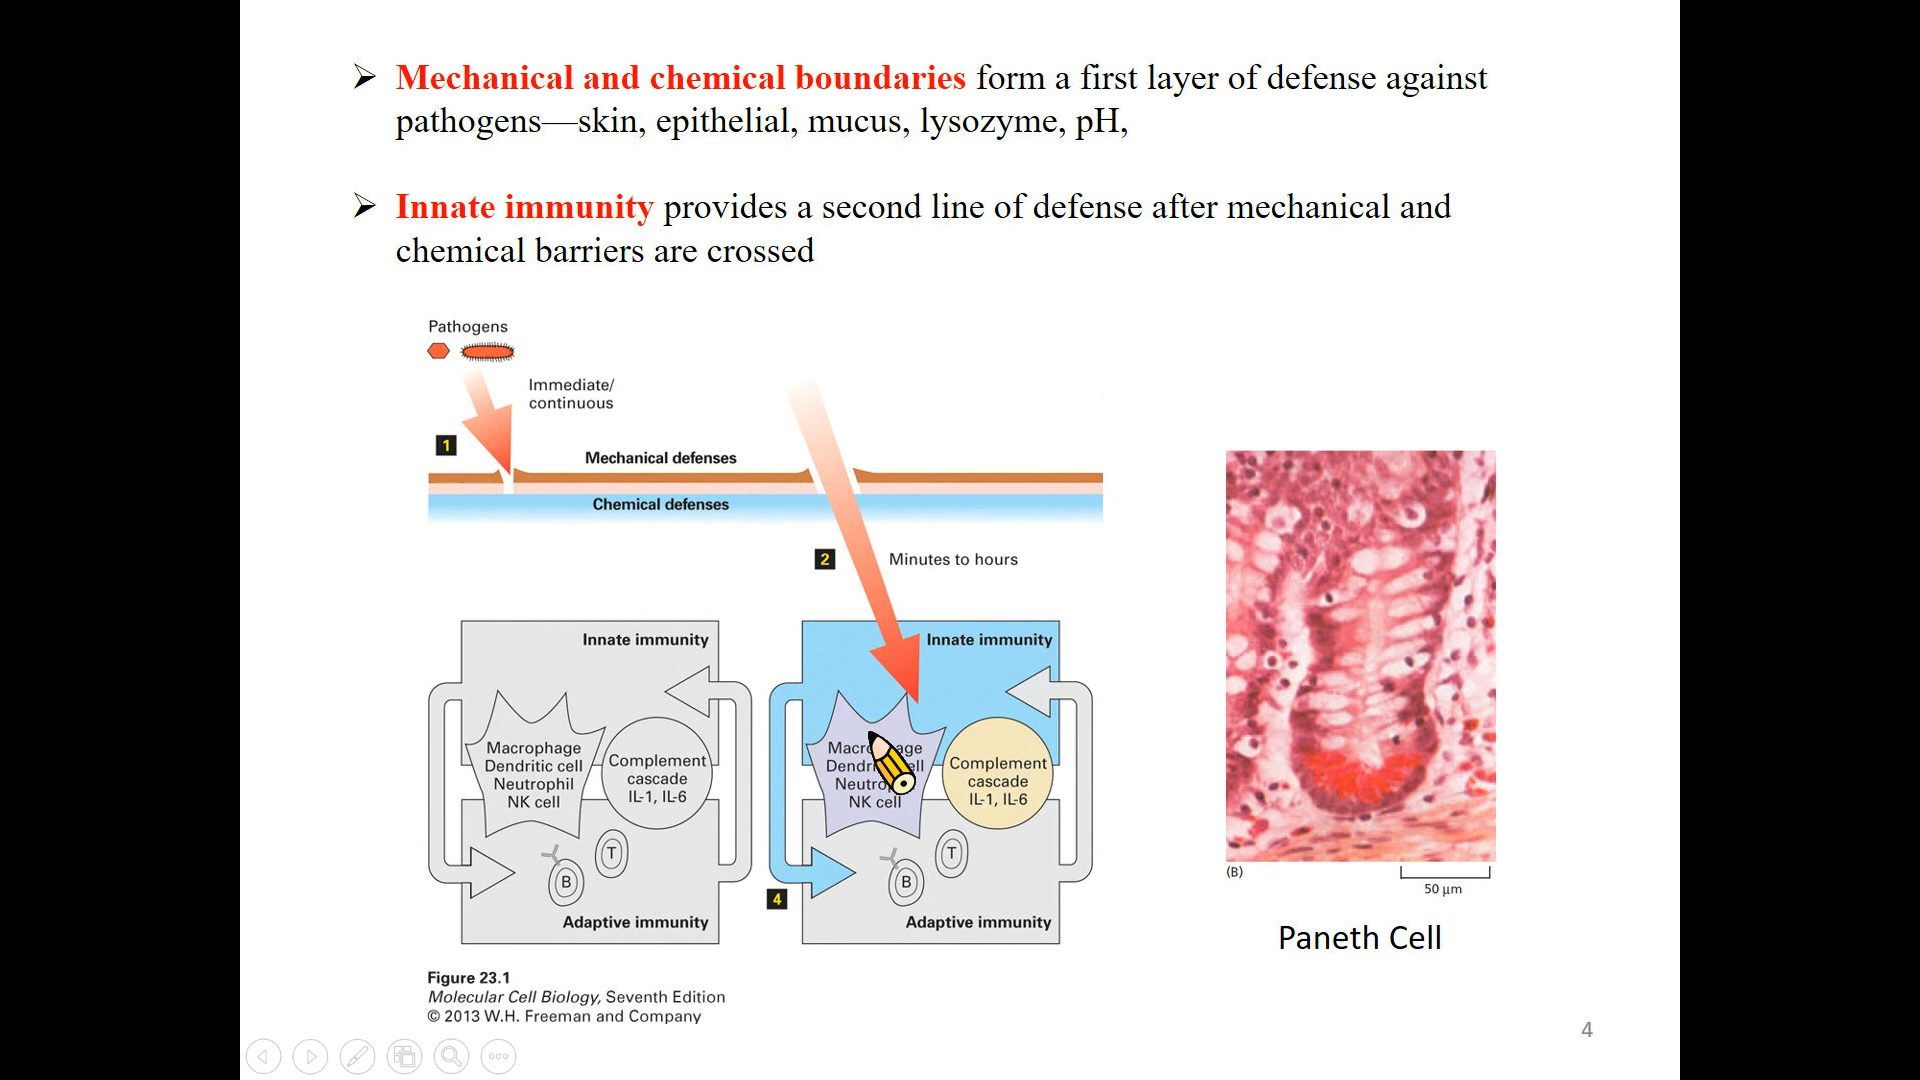 Mechanical and chemical boundaries form a first layer of defense against
pathogens—skin, epithelial, mucus, lysozyme, pH,
Innate immunity provides a second line of defense after mechanical and
chemical barriers are crossed
Pathogens
Immediate/
continuous
1
Mechanical defenses
Chemical defenses
2
Minutes to hours
Innate immunity
Macrophage
Dendritic cell
Neutrophil
NK cell
Complement
cascade
IL-1, IL-6
T
B
Adaptive immunity
Innate immunity
NK cell
Complement
cascade
IL-1, IL-6
T
B
4
Adaptive immunity
(B)
50 µm
Paneth Cell
Figure 23.1
Molecular Cell Biology, Seventh Edition
© 2013 W.H. Freeman and Company
4